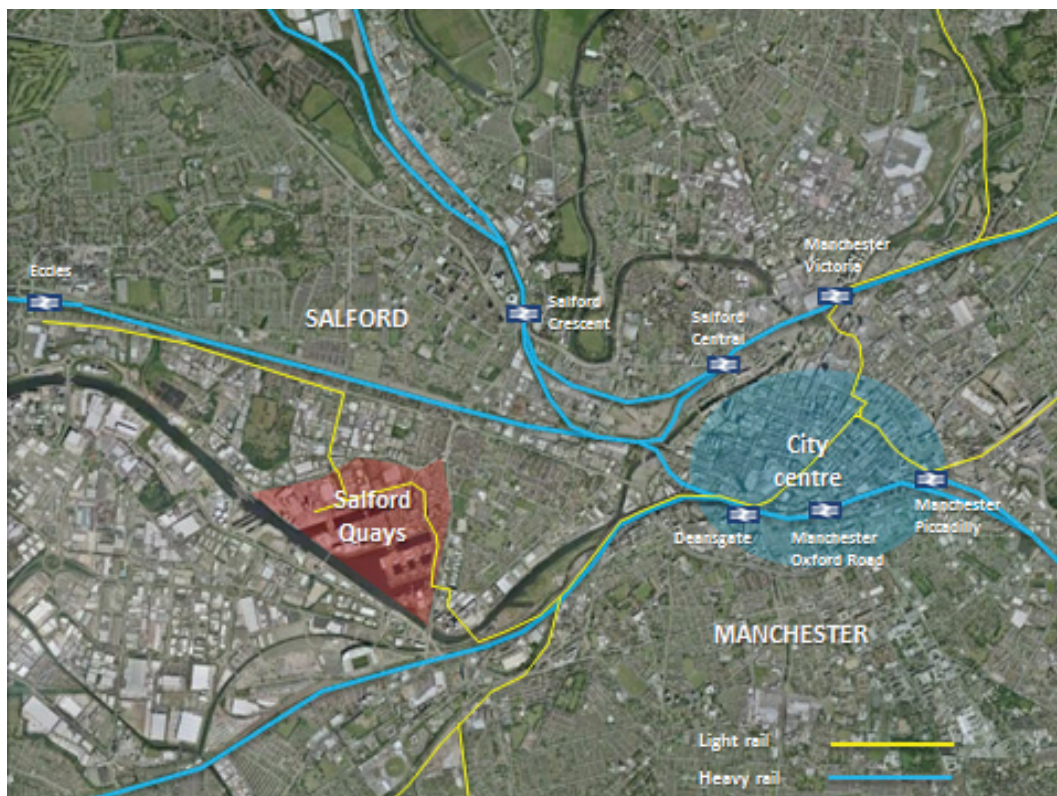 Manchester
Victoria
Eccles
Salford
Crescent
SALFORD
Salford
Central
City
centre
Salford
Quays
Manchester
Piccadilly
Deansgate
Manchester
Oxford Road
MANCHESTER
Light rail
Heavy rail